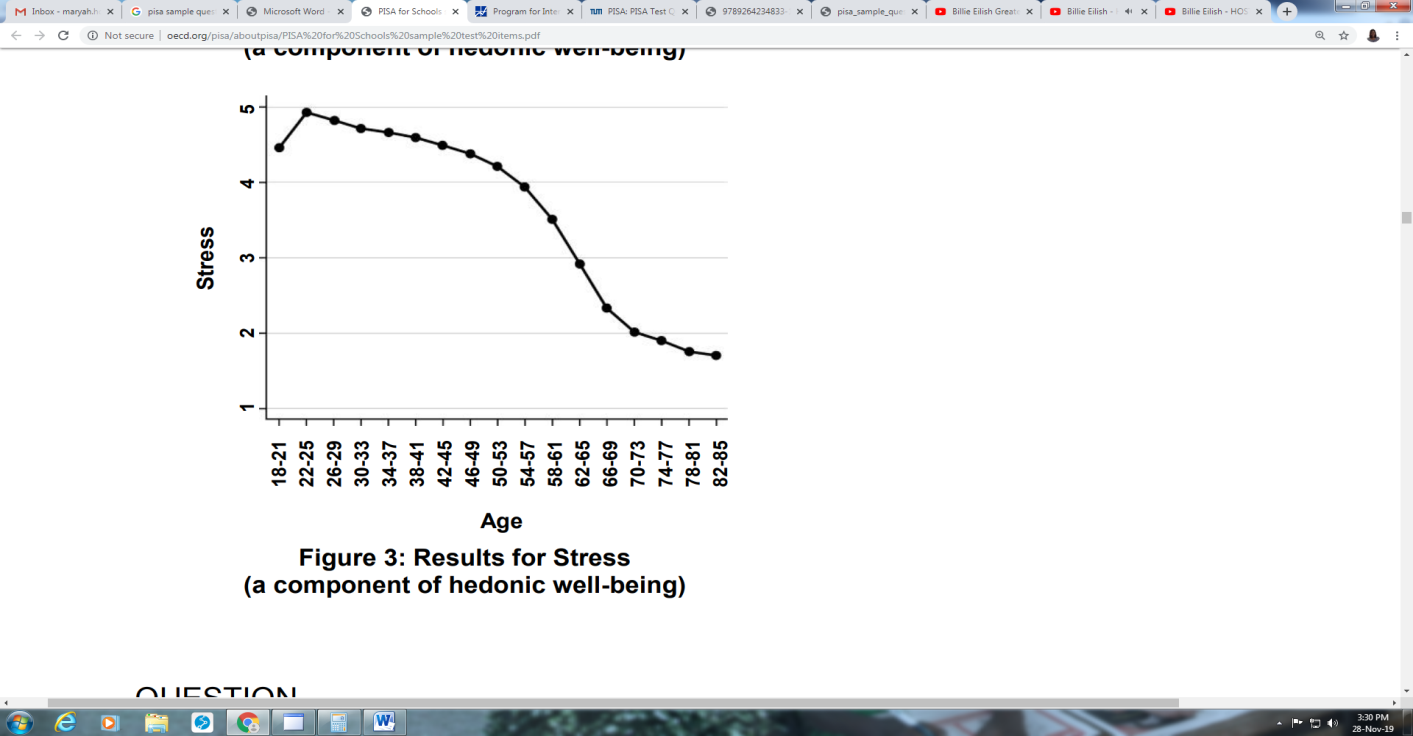 Inbox - maryah.h
pisa sample ques
Microsoft Word -
PISA for Schools
Program for Inte
TUM PISA: PISA Test Q
9789264234833-
pisa_sample_que
Billie Eilish Greate
Billie Eilish -
Billie Eilish - HOS
Not secure | oecd.org/pisa/aboutpisa/PISA%20for%20Schools%20sample%20test%20items.pdf
(a component of hedonic well-being)
5
4
3
2
1
Stress
18-21
22-25
26-29
30-33
34-37
38-41
42-45
46-49
50-53
54-57
58-61
62-65
66-69
70-73
74-77
78-81
82-85
Age
Figure 3: Results for Stress
(a component of hedonic well-being)
QUESTION
3:30 PM
28-Nov-19